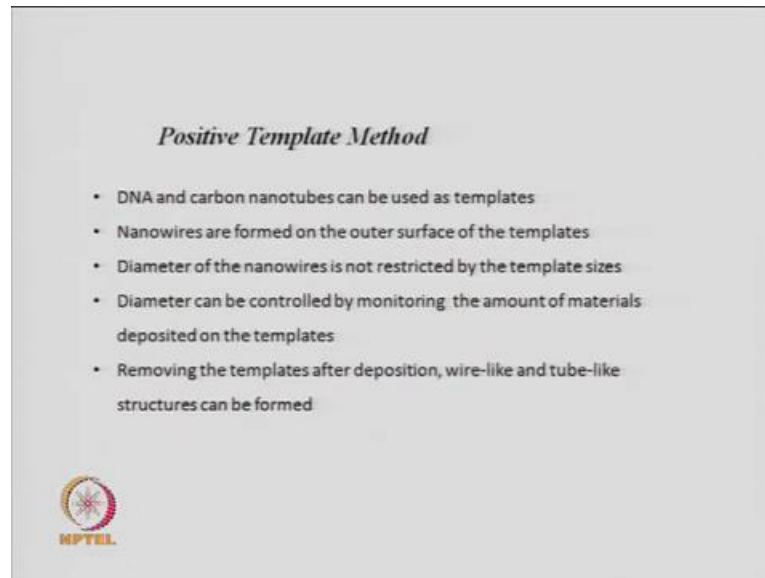 Positive Template Method
• DNA and carbon nanotubes can be used as templates
• Nanowires are formed on the outer surface of the templates
• Diameter of the nanowires is not restricted by the template sizes
• Diameter can be controlled by monitoring the amount of materials
deposited on the templates
• Removing the templates after deposition, wire-like and tube-like
structures can be formed
NPTEL